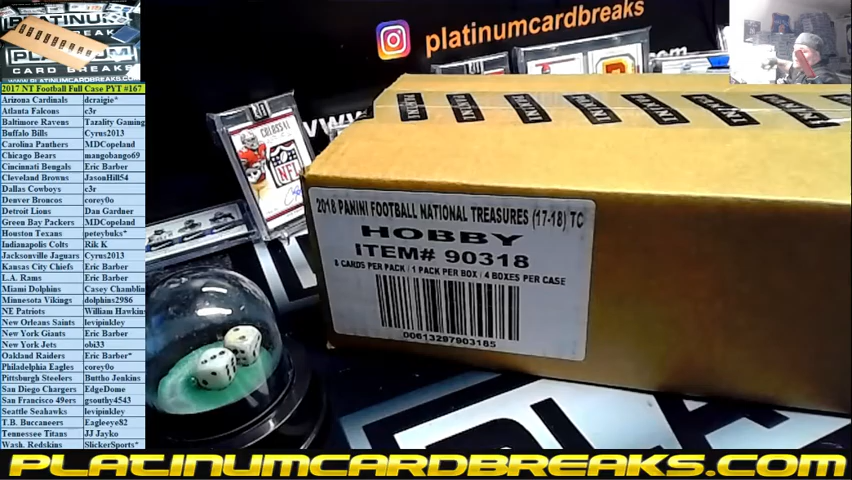 platinumcardbreaks
PLATINUM
CARD BREAKS
2017 NT Football Full Case PYT #167
Arizona Cardinals dcraigie*
Atlanta Falcons c3r
Baltimore Ravens Tazality Gaming
Buffalo Bills Cyrus2013
Carolina Panthers MDCopeland
Chicago Bears mangobango69
Cincinnati Bengals Eric Barber
Cleveland Browns JasonHill54
Dallas Cowboys c3r
Denver Broncos corey0o
Detroit Lions Dan Gardner
Green Bay Packers MDCopeland
Houston Texans peteybuks*
Indianapolis Colts Rik K
Jacksonville Jaguars Cyrus2013
Kansas City Chiefs Eric Barber
L.A. Rams Eric Barber
Miami Dolphins Casey Chamblin
Minnesota Vikings dolphins2986
NE Patriots William Hawkins
New Orleans Saints levipinkley
New York Giants Eric Barber
New York Jets obi33
Oakland Raiders Eric Barber*
Philadelphia Eagles corey0o
Pittsburgh Steelers Buttho Jenkins
San Diego Chargers EdgeDome
San Francisco 49ers gsouthy4543
Seattle Seahawks levipinkley
T.B. Buccaneers Eagleeye82
Tennessee Titans JJ Jayko
Wash. Redskins SlickerSports*
COLOSSAL
NFL
2018 PANINI FOOTBALL NATIONAL TREASURES (17-18) TC
HOBBY
ITEM# 90318
8 CARDS PER PACK / 1 PACK PER BOX / 4 BOXES PER CASE
00613297903185
PLATINUMCARDBREAKS.COM